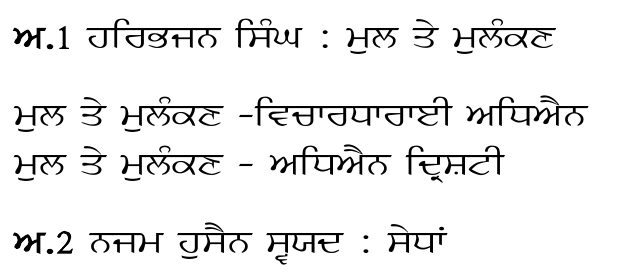 ਅ.1 ਹਰਿਭਜਨ ਸਿੰਘ : ਮੁਲ ਤੇ ਮੁਲੰਕਣ
ਮੁਲ ਤੇ ਮੁਲੰਕਣ -ਵਿਚਾਰਧਾਰਾਈ ਅਧਿਐਨ
ਮੁਲ ਤੇ ਮੁਲੰਕਣ - ਅਧਿਐਨ ਦ੍ਰਿਸ਼ਟੀ
ਅ.2 ਨਜਮ ਹੁਸੈਨ ਸੂਯਦ : ਸੇਧਾਂ